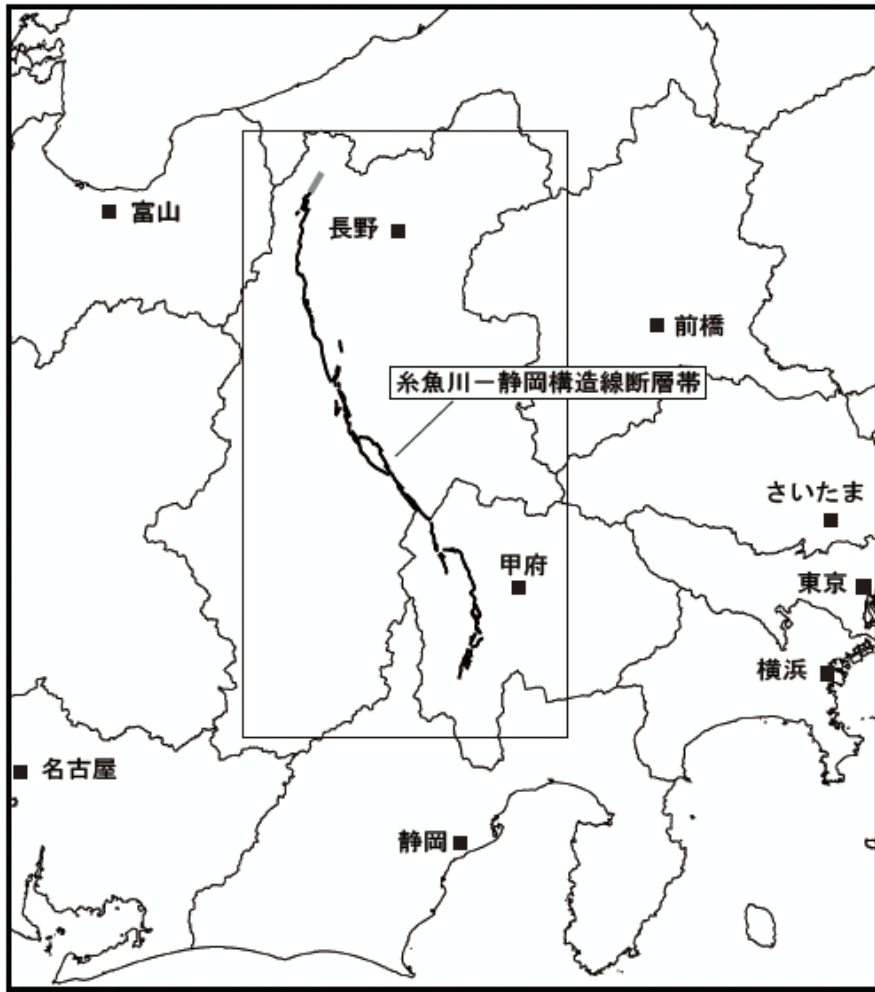 富山
長野
前橋
糸魚川－静岡構造線断層帯
さいたま
甲府
東京
横浜
名古屋
静岡